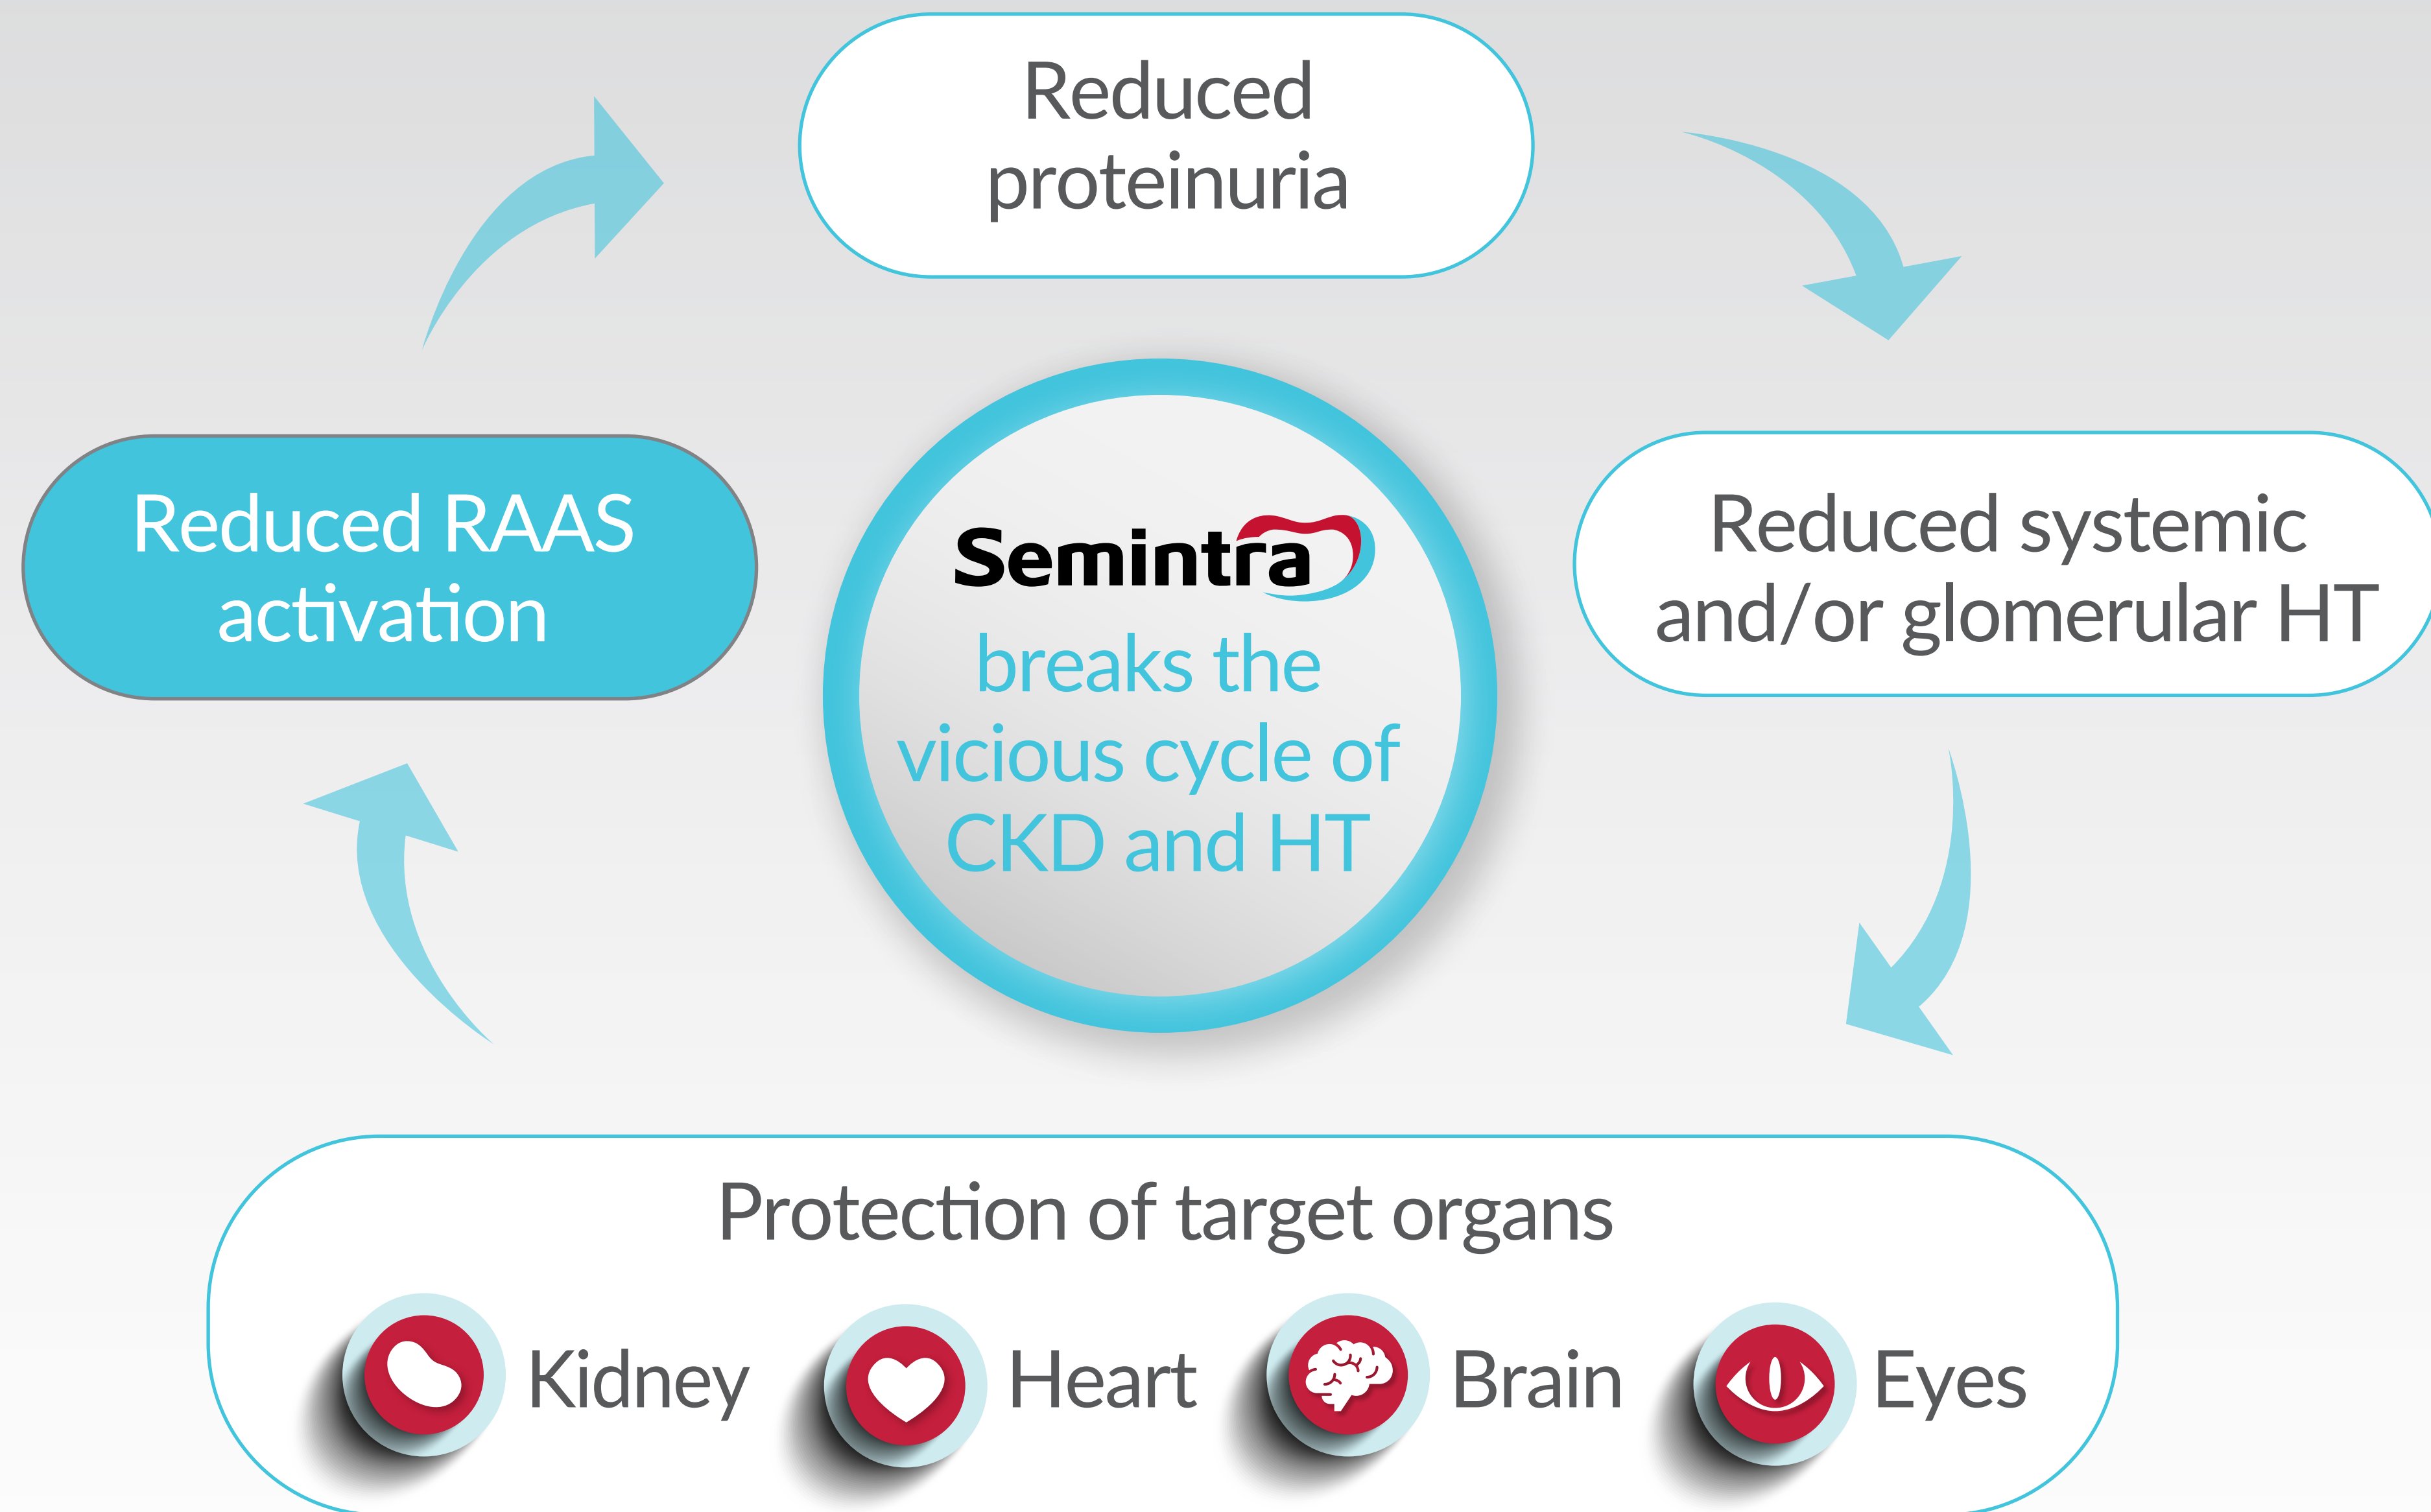 Reduced
proteinuria
Reduced RAAS
activation
Semintra
breaks the
vicious cycle of
CKD and HT
Reduced systemic
and/or glomerular HT
Protection of target organs
Kidney
Heart
Brain
Eyes